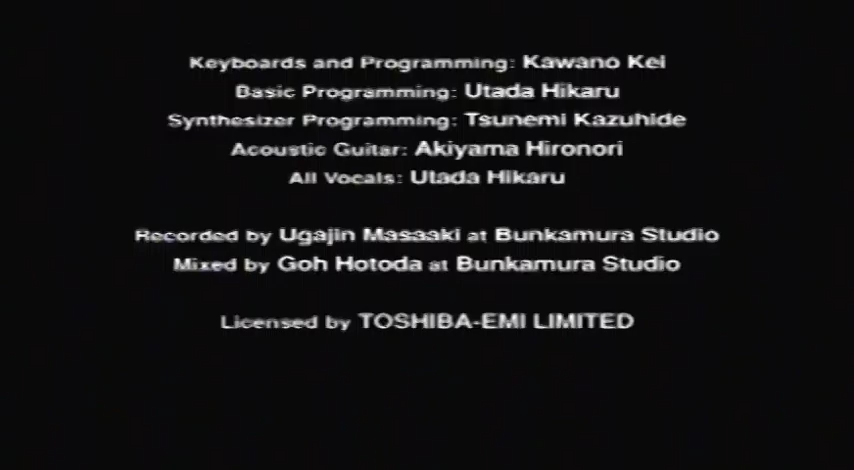 Keyboards and Programming: Kawano Kei
Basic Programming: Utada Hikaru
Synthesizer Programming: Tsunemi Kazuhide
Acoustic Guitar: Akiyama Hironori
All Vocals: Utada Hikaru
Recorded by Ugajin Masaaki at Bunkamura Studio
Mixed by Goh Hotoda at Bunkamura Studio
Licensed by TOSHIBA-EMI LIMITED